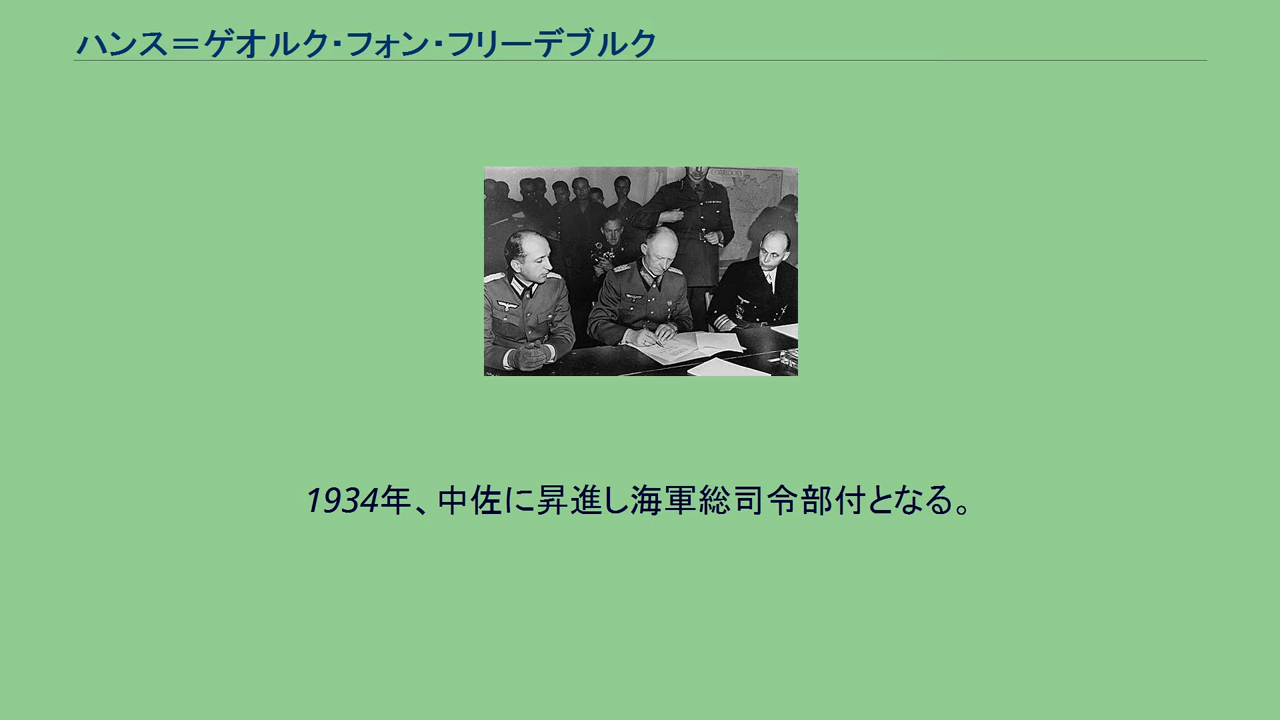 ハンス＝ゲオルク・フォン・フリーデブルク
1934年、中佐に昇進し海軍総司令部付となる。